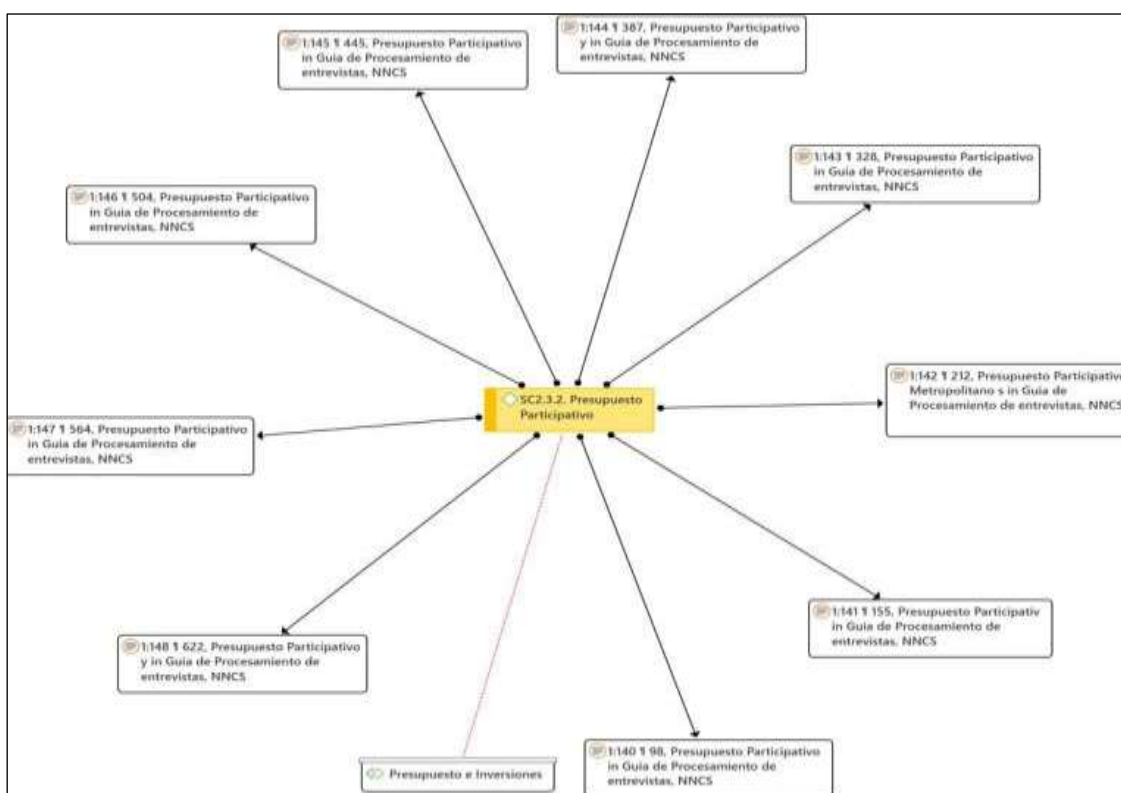 1:144 ¶ 387, Presupuesto Participativo
y in Guia de Procesamiento de
entrevistas, NNCS
1:145 ¶ 445, Presupuesto Participativo
in Guia de Procesamiento de
entrevistas, NNCS
1:143 ¶ 328, Presupuesto Participativo
in Guia de Procesamiento de
entrevistas, NNCS
1:146 ¶ 504, Presupuesto Participativo
in Guia de Procesamiento de
entrevistas, NNCS
1:142 ¶ 212, Presupuesto Participativo
Metropolitano s in Guia de
Procesamiento de entrevistas, NNCS
SC2.3.2. Presupuesto
Participativo
1:147 ¶ 564, Presupuesto Participativo
in Guia de Procesamiento de
entrevistas, NNCS
1:141 ¶ 155, Presupuesto Participativ
in Guia de Procesamiento de
entrevistas, NNCS
1:148 ¶ 622, Presupuesto Participativo
y in Guia de Procesamiento de
entrevistas, NNCS
1:140 ¶ 98, Presupuesto Participativo
in Guia de Procesamiento de
entrevistas, NNCS
Presupuesto e Inversiones